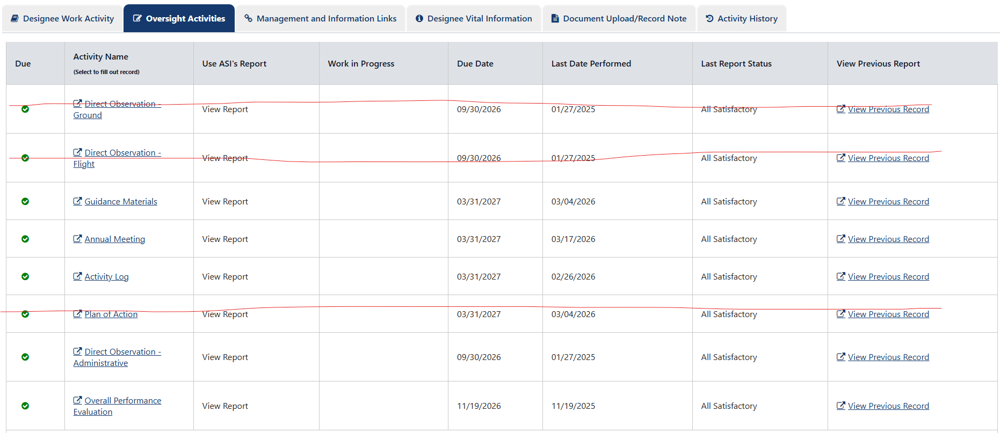 Designee Work Activity Oversight Activities Management and Information Links Designee Vital Information Document Upload/Record Note Activity History
Due Activity Name Use ASI's Report Work in Progress Due Date Last Date Performed Last Report Status View Previous Report
(Select to fill out record)
Direct Observation -
Ground View Report 09/30/2026 01/27/2025 All Satisfactory View Previous Record
Direct Observation -
Flight View Report 09/30/2026 01/27/2025 All Satisfactory View Previous Record
Guidance Materials View Report 03/31/2027 03/04/2026 All Satisfactory View Previous Record
Annual Meeting View Report 03/31/2027 03/17/2026 All Satisfactory View Previous Record
Activity Log View Report 03/31/2027 02/26/2026 All Satisfactory View Previous Record
Plan of Action View Report 03/31/2027 03/04/2026 All Satisfactory View Previous Record
Direct Observation -
Administrative View Report 09/30/2026 01/27/2025 All Satisfactory View Previous Record
Overall Performance
Evaluation View Report 11/19/2026 11/19/2025 All Satisfactory View Previous Record